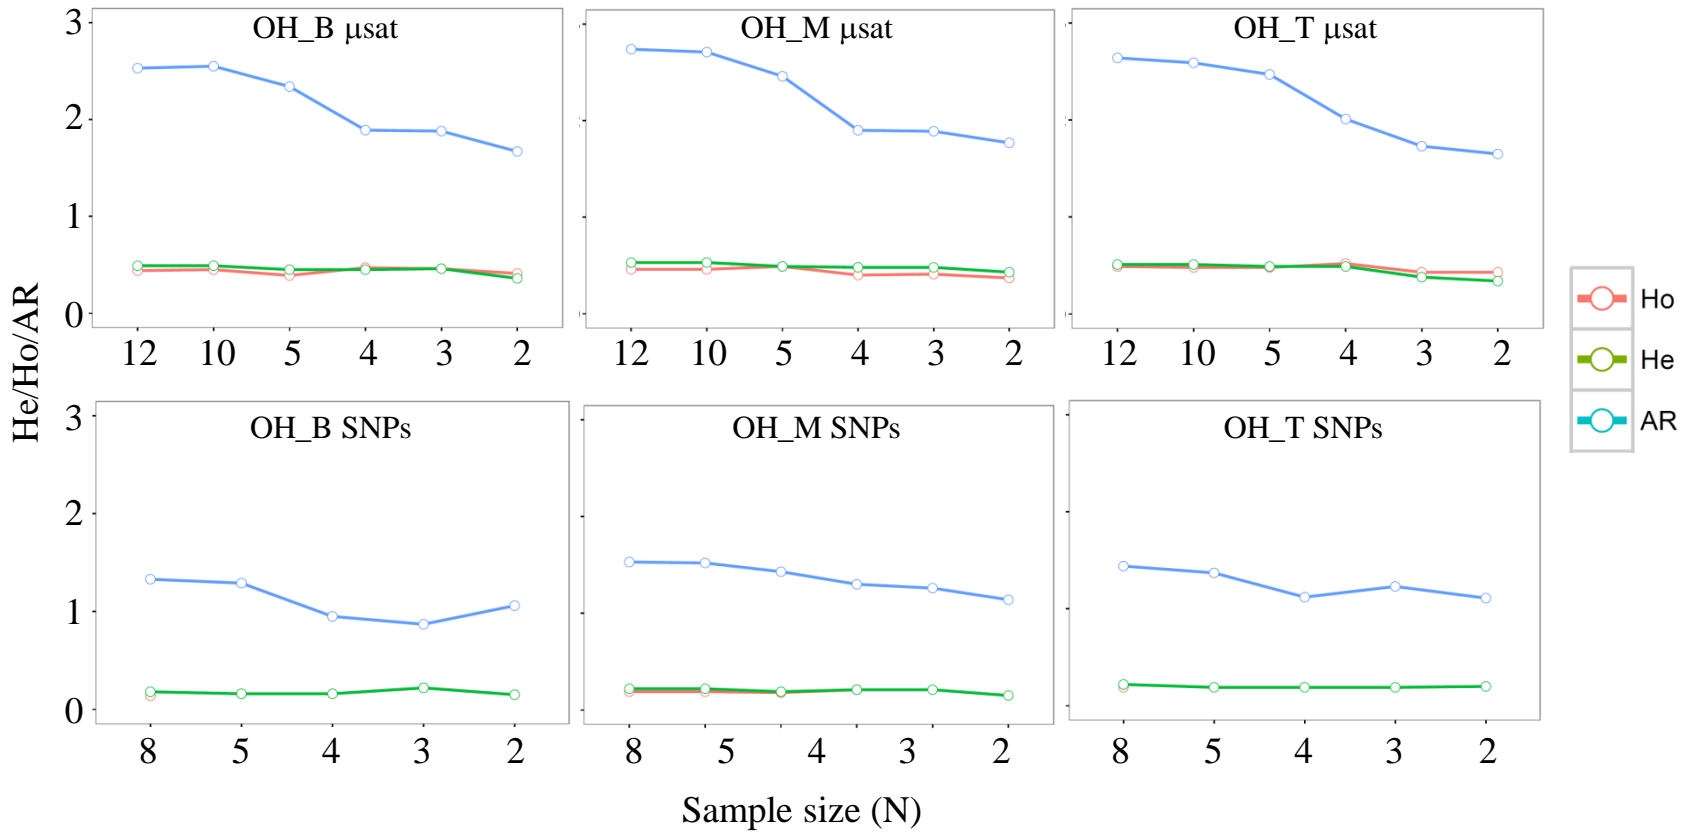 OH_B µsat
OH_M µsat
OH_T µsat
3
2
1
0
12 10 5 4 3 2
12 10 5 4 3 2
12 10 5 4 3 2
He/Ho/AR
OH_B SNPs
OH_M SNPs
OH_T SNPs
3
2
1
0
8 5 4 3 2
8 5 4 3 2
8 5 4 3 2
Sample size (N)
Ho
He
AR